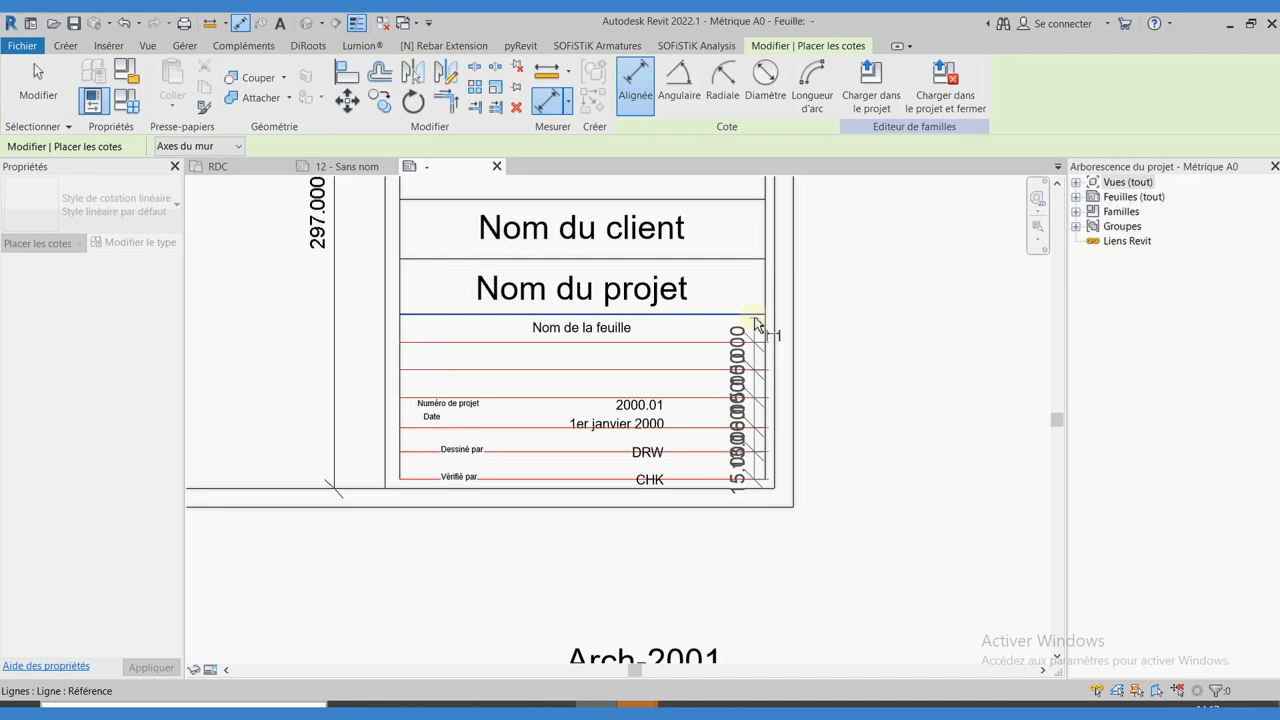 Autodesk Revit 2022.1 - Métrique A0 - Feuille: -
Se connecter
Fichier
Créer
Insérer
Vue
Gérer
Compléments
DiRoots
Lumion®
[N] Rebar Extension
pyRevit
SOFiSTiK Armatures
SOFiSTiK Analysis
Modifier | Placer les cotes
Modifier
Coller
Couper
Attacher
Alignée
Angulaire
Radiale
Diamètre
Longueur
d'arc
Charger dans
le projet
Charger dans
le projet et fermer
Sélectionner
Propriétés
Presse-papiers
Géométrie
Modifier
Mesurer
Créer
Cote
Editeur de familles
Modifier | Placer les cotes
Axes du mur
Propriétés
RDC
12 - Sans nom
-
Arborescence du projet - Métrique A0
Style de cotation linéaire
Style linéaire par défaut
Placer les cotes
Modifier le type
Vues (tout)
Feuilles (tout)
Familles
Groupes
Liens Revit
297.000
Nom du client
Nom du projet
Nom de la feuille
Numéro de projet
2000.01
Date
1er janvier 2000
Dessiné par
DRW
Vérifié par
CHK
Arch-2001
Activer Windows
Accédez aux paramètres pour activer Windows.
Aide des propriétés
Appliquer
Lignes : Ligne : Référence
:0